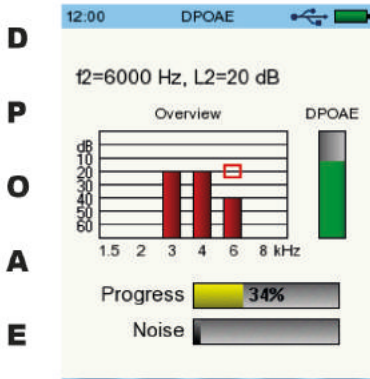 D
P
O
A
E
12:00 DPOAE
f2=6000 Hz, L2=20 dB
Overview DPOAE
dB
10
20
30
40
50
60
1.5 2 3 4 6 8 kHz
Progress 34%
Noise